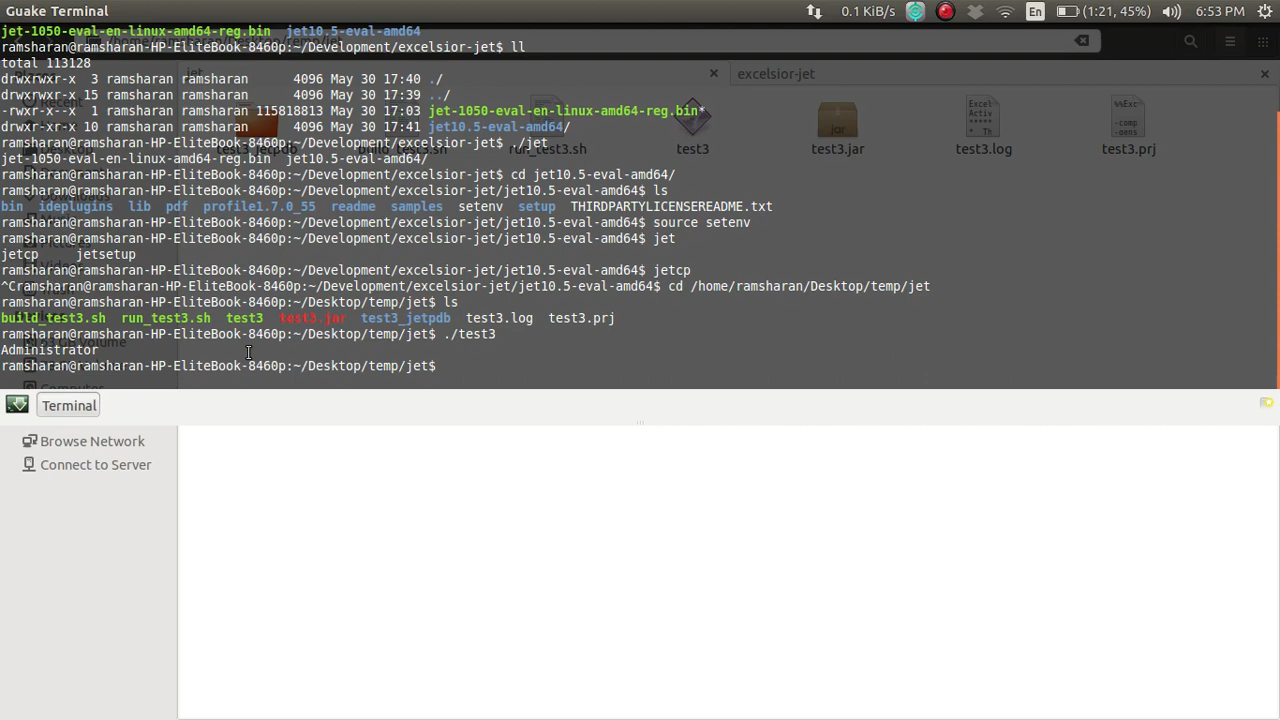 Guake Terminal
0.1 KiB/s
En
(1:21, 45%)
6:53 PM
jet-1050-eval-en-linux-amd64-reg.bin  jet10.5-eval-amd64
ramsharan@ramsharan-HP-EliteBook-8460p:~/Development/excelsior-jet$ ll
total 113128
drwxrwxr-x  3 ramsharan ramsharan      4096 May 30 17:40 ./
drwxrwxr-x 15 ramsharan ramsharan      4096 May 30 17:39 ../
-rwxr-x--x  1 ramsharan ramsharan 115818813 May 30 17:03 jet-1050-eval-en-linux-amd64-reg.bin*
drwxr-xr-x 10 ramsharan ramsharan      4096 May 30 17:41 jet10.5-eval-amd64/
ramsharan@ramsharan-HP-EliteBook-8460p:~/Development/excelsior-jet$ ./jet
jet-1050-eval-en-linux-amd64-reg.bin  jet10.5-eval-amd64/
ramsharan@ramsharan-HP-EliteBook-8460p:~/Development/excelsior-jet$ cd jet10.5-eval-amd64/
ramsharan@ramsharan-HP-EliteBook-8460p:~/Development/excelsior-jet/jet10.5-eval-amd64$ ls
bin  ideplugins  lib  pdf  profile1.7.0_55  readme  samples  setenv  setup  THIRDPARTYLICENSEREADME.txt
ramsharan@ramsharan-HP-EliteBook-8460p:~/Development/excelsior-jet/jet10.5-eval-amd64$ source setenv
ramsharan@ramsharan-HP-EliteBook-8460p:~/Development/excelsior-jet/jet10.5-eval-amd64$ jet
jetcp     jetsetup
ramsharan@ramsharan-HP-EliteBook-8460p:~/Development/excelsior-jet/jet10.5-eval-amd64$ jetcp
^Cramsharan@ramsharan-HP-EliteBook-8460p:~/Development/excelsior-jet/jet10.5-eval-amd64$ cd /home/ramsharan/Desktop/temp/jet
ramsharan@ramsharan-HP-EliteBook-8460p:~/Desktop/temp/jet$ ls
build_test3.sh  run_test3.sh  test3  test3.jar  test3_jetpdb  test3.log  test3.prj
ramsharan@ramsharan-HP-EliteBook-8460p:~/Desktop/temp/jet$ ./test3
Administrator
ramsharan@ramsharan-HP-EliteBook-8460p:~/Desktop/temp/jet$
jet
excelsior-jet
Recent
test3
test3.jar
test3.log
test3.prj
Terminal
Browse Network
Connect to Server